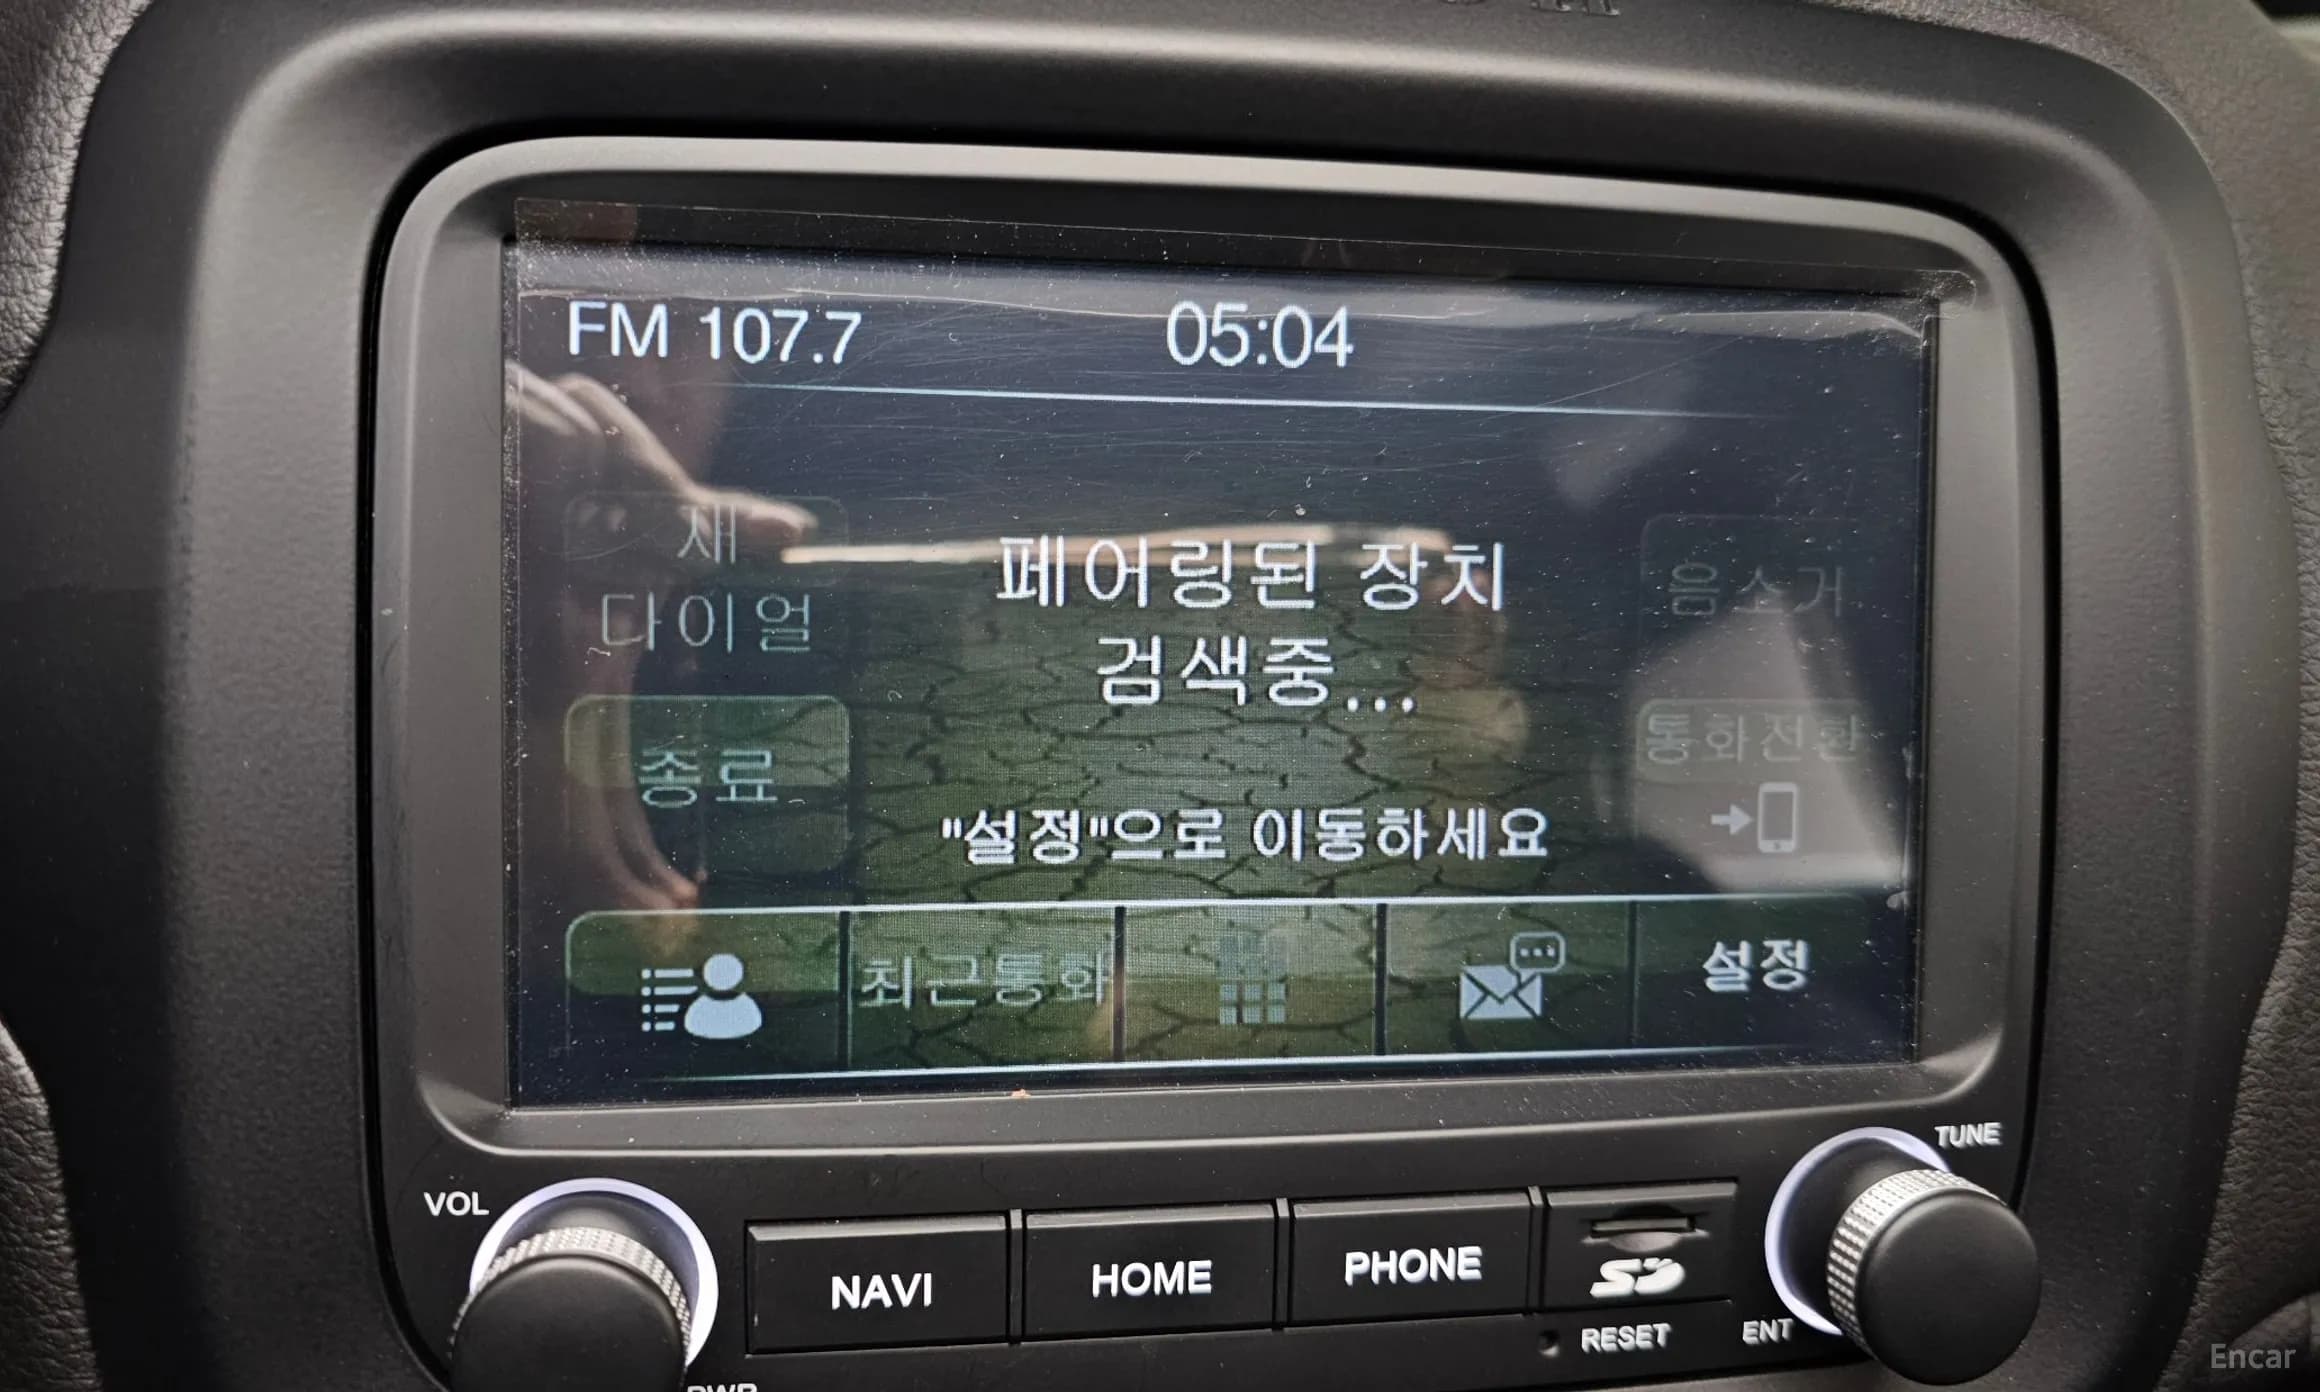 FM 107.7
05:04
새
다이얼
페어링된 장치
검색중...
음소거
종료
통화전환
"설정"으로 이동하세요
최근통화
설정
VOL
TUNE
NAVI
HOME
PHONE
SD
RESET
ENT
PWR
Encar